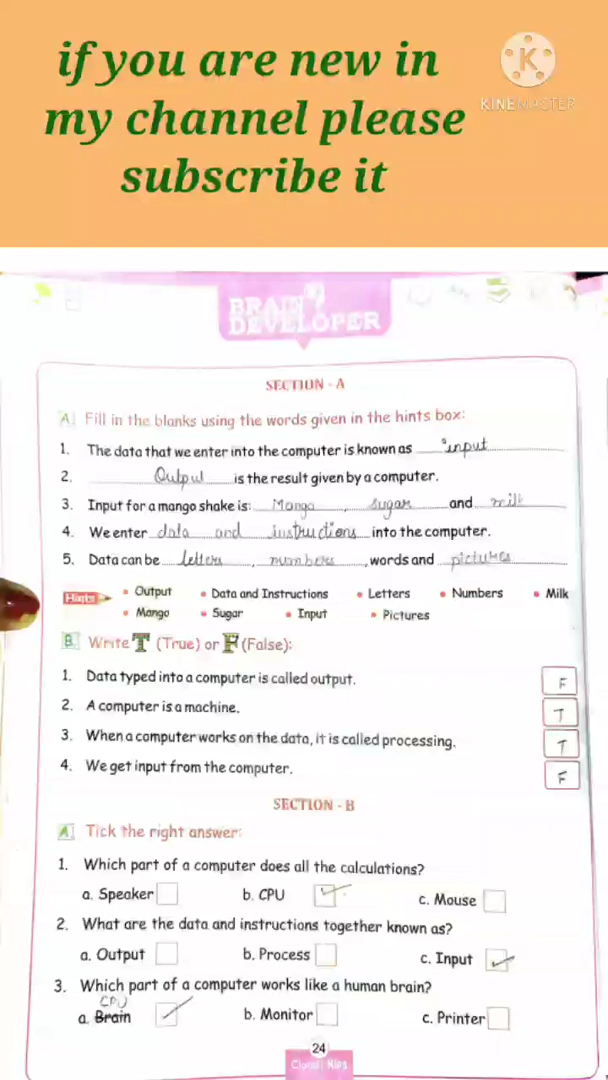 if you are new in
my channel please
subscribe it
KINEMASTER
BRAIN
DEVELOPER
SECTION - A
A. Fill in the blanks using the words given in the hints box:
1. The data that we enter into the computer is known as input
2. Output is the result given by a computer.
3. Input for a mango shake is: Mango, sugar and milk
4. We enter data and instructions into the computer.
5. Data can be letters, numbers, words and pictures
Hints • Output • Data and Instructions • Letters • Numbers • Milk
• Mango • Sugar • Input • Pictures
B. Write T (True) or F (False):
1. Data typed into a computer is called output. F
2. A computer is a machine. T
3. When a computer works on the data, it is called processing. T
4. We get input from the computer. F
SECTION - B
A. Tick the right answer:
1. Which part of a computer does all the calculations?
a. Speaker b. CPU c. Mouse
2. What are the data and instructions together known as?
a. Output b. Process c. Input
3. Which part of a computer works like a human brain?
CPU
a. Brain b. Monitor c. Printer
24